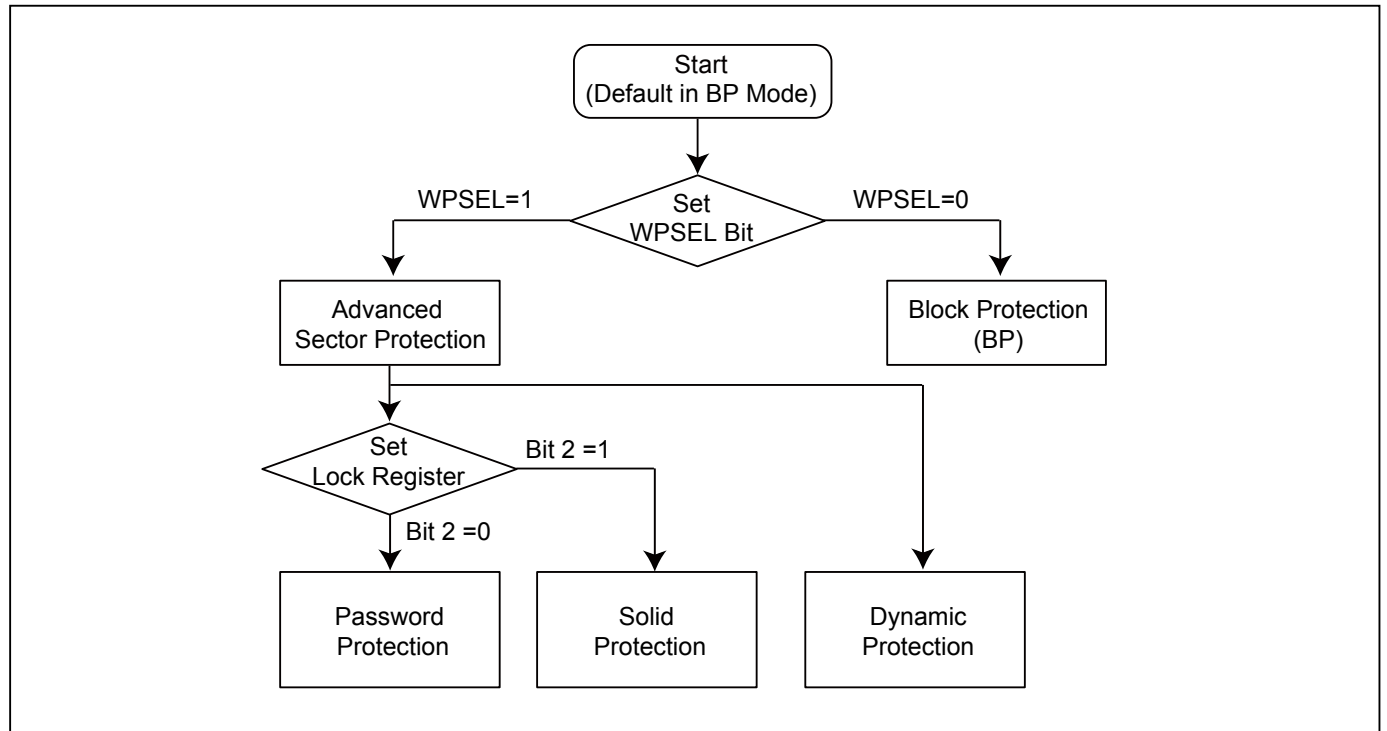 Start
(Default in BP Mode)
WPSEL=1
Set
WPSEL Bit
WPSEL=0
Advanced
Sector Protection
Block Protection
(BP)
Set
Lock Register
Bit 2 =1
Bit 2 =0
Password
Protection
Solid
Protection
Dynamic
Protection